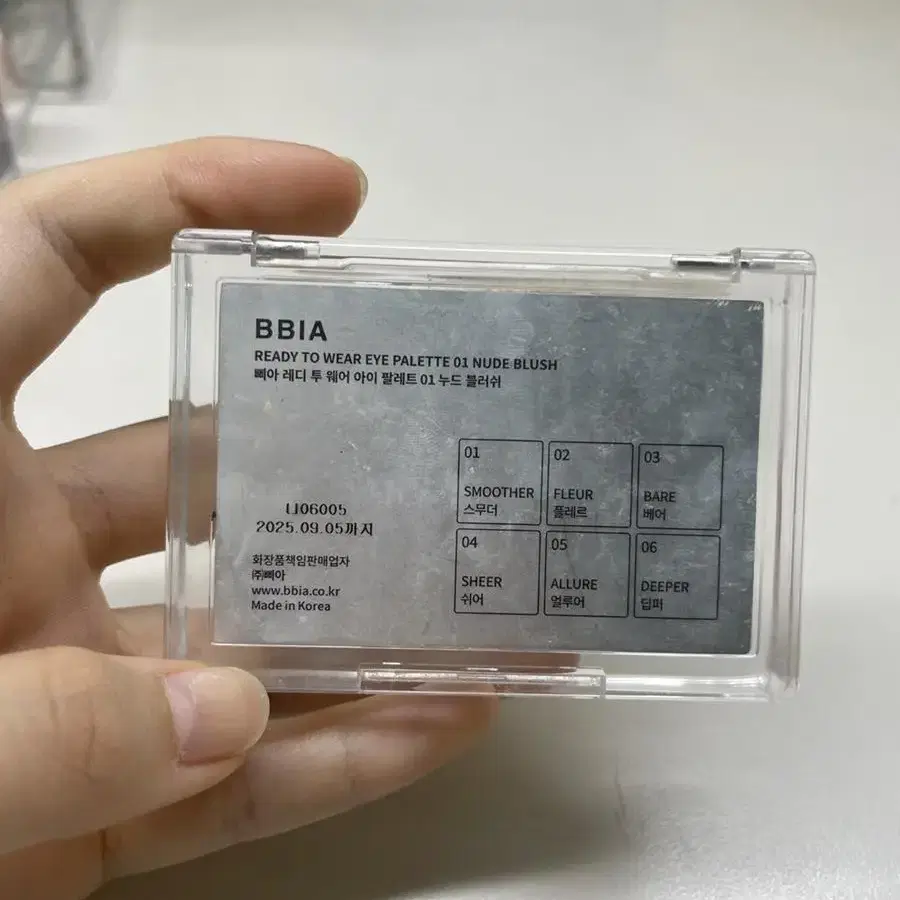 BBIA
READY TO WEAR EYE PALETTE 01 NUDE BLUSH
삐아 레디 투 웨어 아이 팔레트 01 누드 블러쉬
01
SMOOTHER
스무더
02
FLEUR
플레르
03
BARE
베어
04
SHEER
쉬어
05
ALLURE
얼루어
06
DEEPER
딥퍼
2025.09.05까지
화장품책임판매업자
㈜삐아
www.bbia.co.kr
Made in Korea